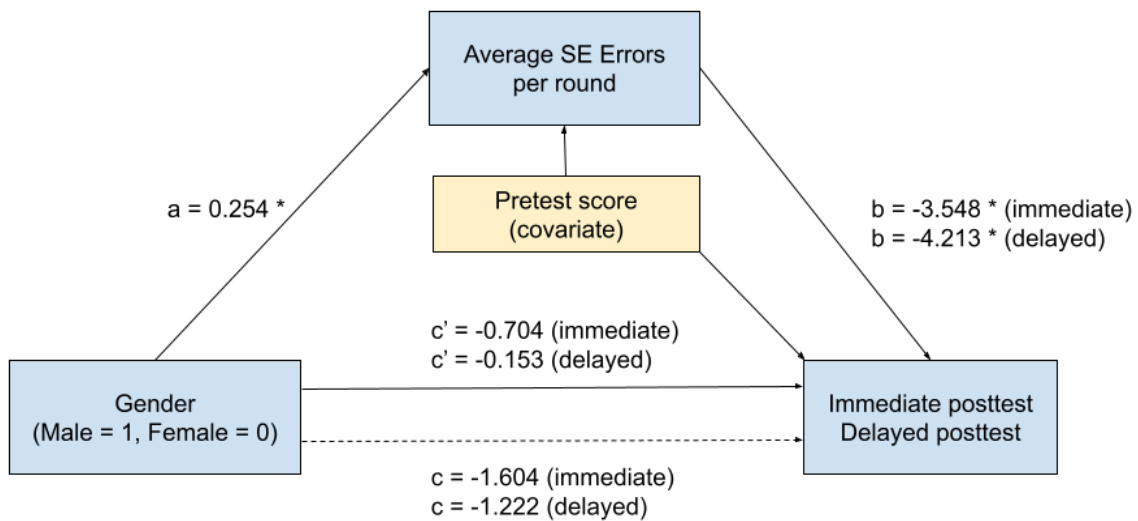 Average SE Errors
per round
Pretest score
(covariate)
a = 0.254 *
b = -3.548 * (immediate)
b = -4.213 * (delayed)
c’ = -0.704 (immediate)
c’ = -0.153 (delayed)
Gender
(Male = 1, Female = 0)
Immediate posttest
Delayed posttest
c = -1.604 (immediate)
c = -1.222 (delayed)